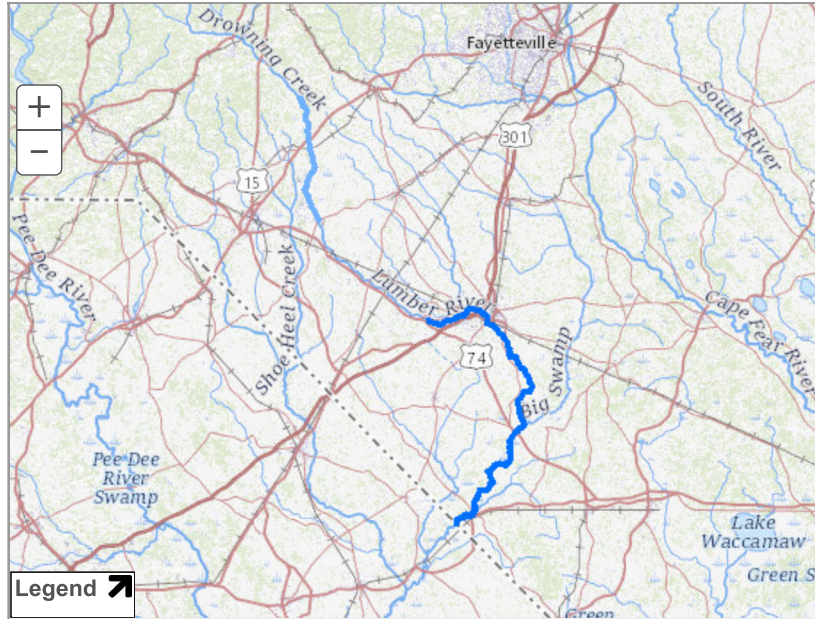 Drowning Creek
Fayetteville
+
−
301
South River
15
Pee Dee River
Shoe Heel Creek
Lumber River
Cape Fear River
74
Big Swamp
Pee Dee
River
Swamp
Lake
Waccamaw
Green S
Legend
Green